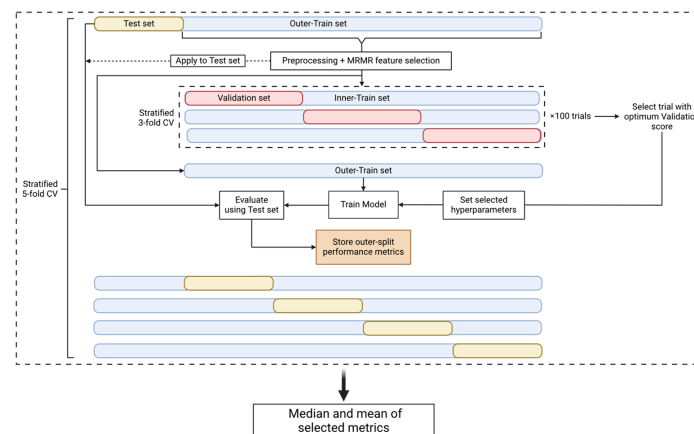 Test set
Outer-Train set
Apply to Test set
Preprocessing + MRMR feature selection
Stratified
3-fold CV
Validation set
Inner-Train set
×100 trials
Select trial with
optimum Validation
score
Stratified
5-fold CV
Outer-Train set
Evaluate
using Test set
Train Model
Set selected
hyperparameters
Store outer-split
performance metrics
Median and mean of
selected metrics